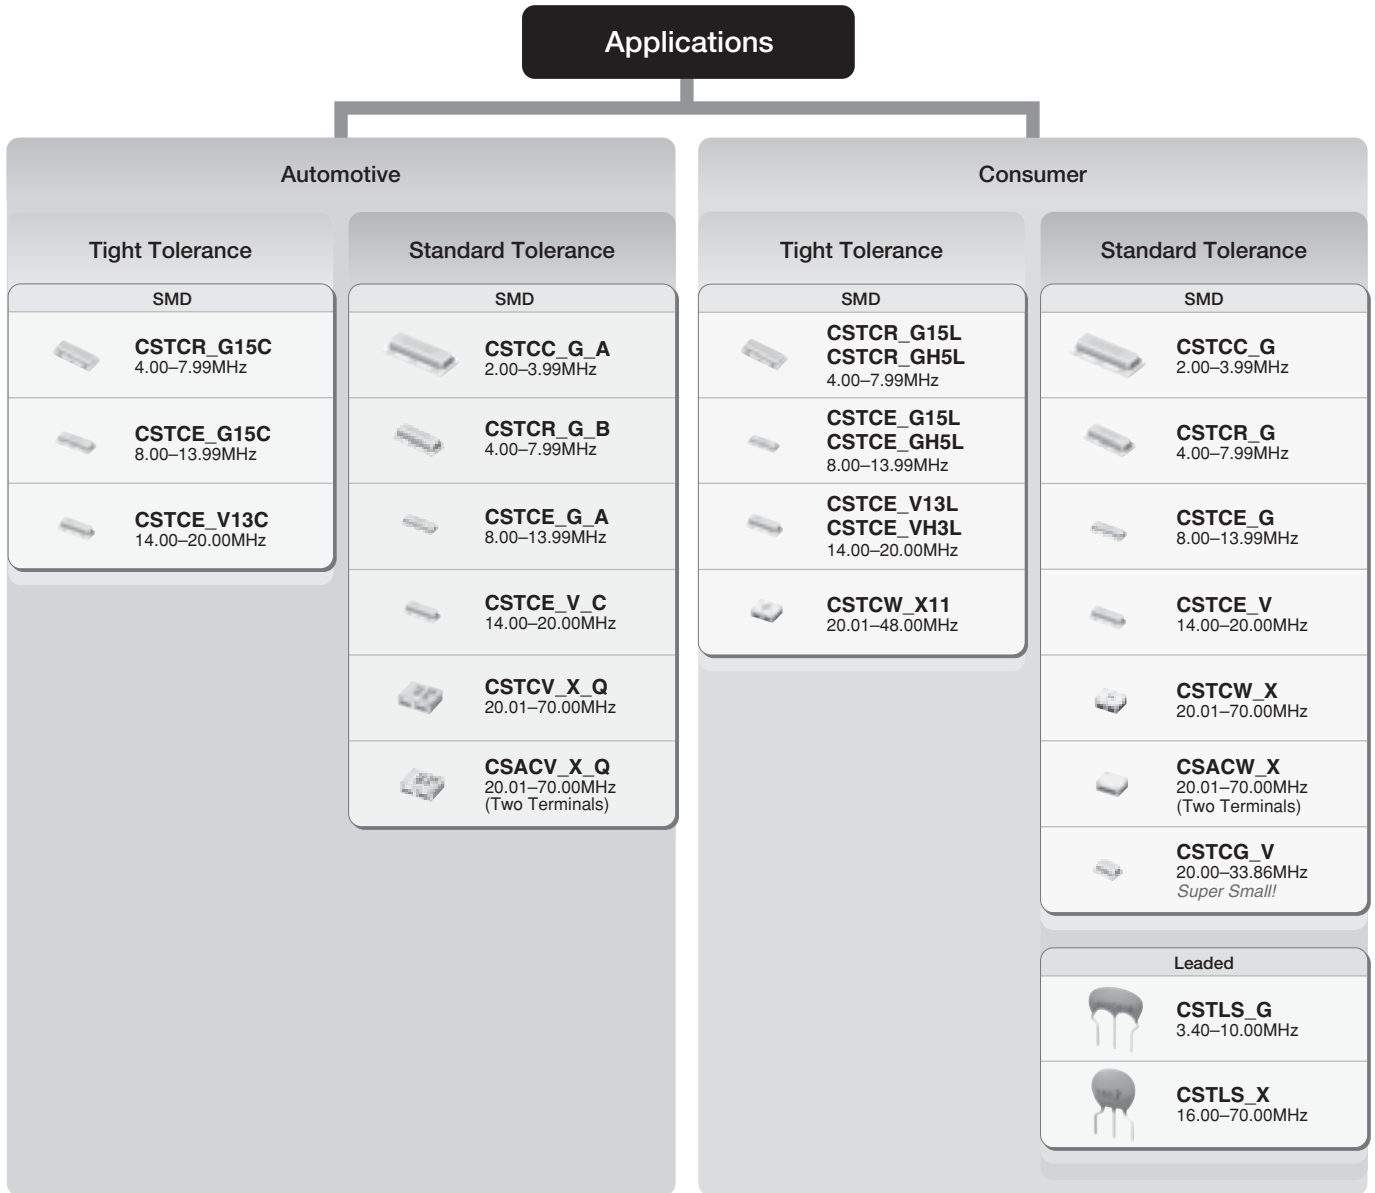 Applications
Automotive
Tight Tolerance
SMD
CSTCR_G15C
4.00–7.99MHz
CSTCE_G15C
8.00–13.99MHz
CSTCE_V13C
14.00–20.00MHz
Standard Tolerance
SMD
CSTCC_G_A
2.00–3.99MHz
CSTCR_G_B
4.00–7.99MHz
CSTCE_G_A
8.00–13.99MHz
CSTCE_V_C
14.00–20.00MHz
CSTCV_X_Q
20.01–70.00MHz
CSACV_X_Q
20.01–70.00MHz
(Two Terminals)
Consumer
Tight Tolerance
SMD
CSTCR_G15L
CSTCR_GH5L
4.00–7.99MHz
CSTCE_G15L
CSTCE_GH5L
8.00–13.99MHz
CSTCE_V13L
CSTCE_VH3L
14.00–20.00MHz
CSTCW_X11
20.01–48.00MHz
Standard Tolerance
SMD
CSTCC_G
2.00–3.99MHz
CSTCR_G
4.00–7.99MHz
CSTCE_G
8.00–13.99MHz
CSTCE_V
14.00–20.00MHz
CSTCW_X
20.01–70.00MHz
CSACW_X
20.01–70.00MHz
(Two Terminals)
CSTCG_V
20.00–33.86MHz
Super Small!
Leaded
CSTLS_G
3.40–10.00MHz
CSTLS_X
16.00–70.00MHz